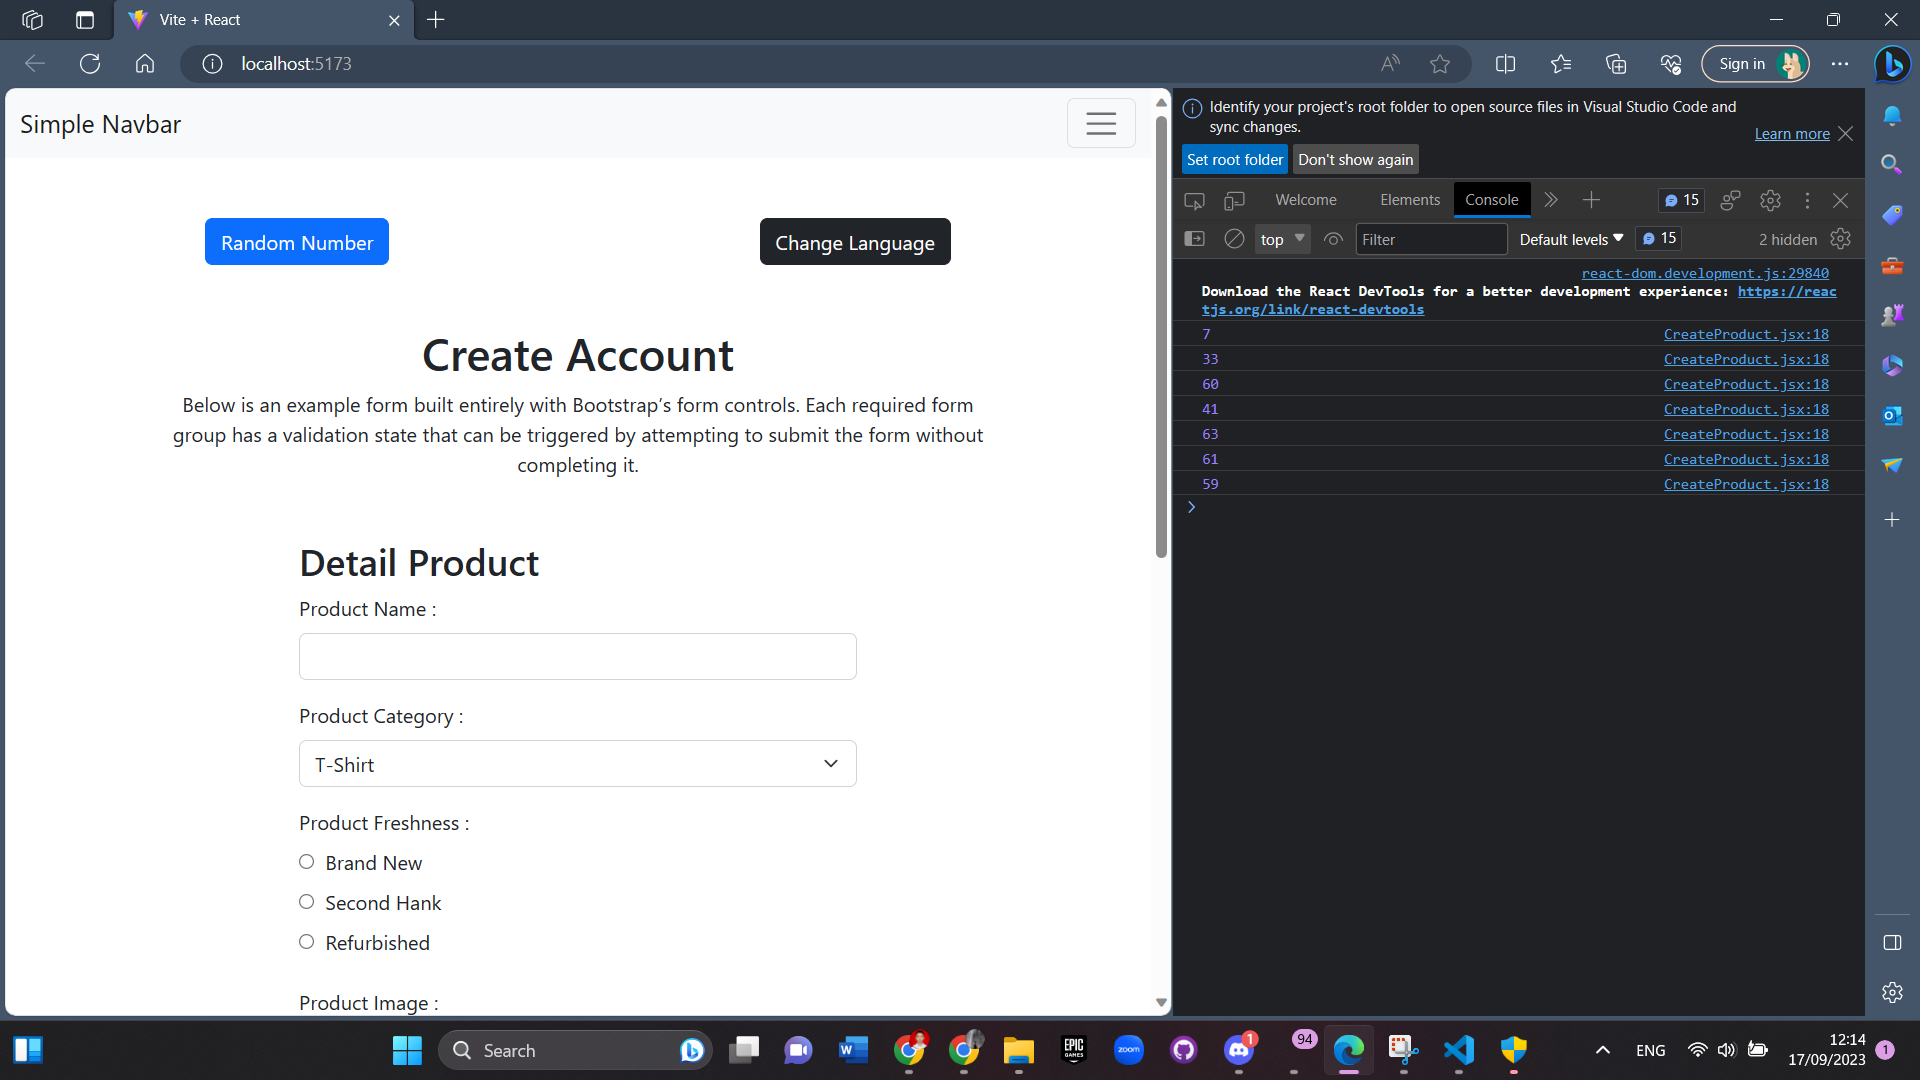 Vite + React
localhost:5173
Sign in
Simple Navbar
Random Number
Change Language
Create Account
Below is an example form built entirely with Bootstrap’s form controls. Each required form
group has a validation state that can be triggered by attempting to submit the form without
completing it.
Detail Product
Product Name :
Product Category :
T-Shirt
Product Freshness :
Brand New
Second Hank
Refurbished
Product Image :
Identify your project's root folder to open source files in Visual Studio Code and
sync changes.
Learn more
Set root folder
Don't show again
Welcome
Elements
Console
15
top
Filter
Default levels
15
2 hidden
react-dom.development.js:29840
Download the React DevTools for a better development experience: https://reac
tjs.org/link/react-devtools
7 CreateProduct.jsx:18
33 CreateProduct.jsx:18
60 CreateProduct.jsx:18
41 CreateProduct.jsx:18
63 CreateProduct.jsx:18
61 CreateProduct.jsx:18
59 CreateProduct.jsx:18
Search
EPIC
GAMES
zoom
1
94
ENG
12:14
17/09/2023
1